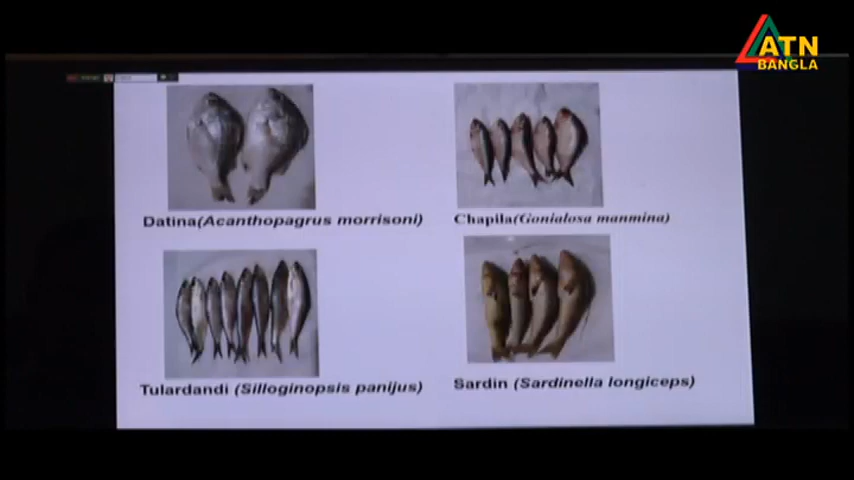 ATN
BANGLA
Datina(Acanthopagrus morrisoni)
Chapila(Gonialosa manmina)
Tulardandi (Silloginopsis panijus)
Sardin (Sardinella longiceps)